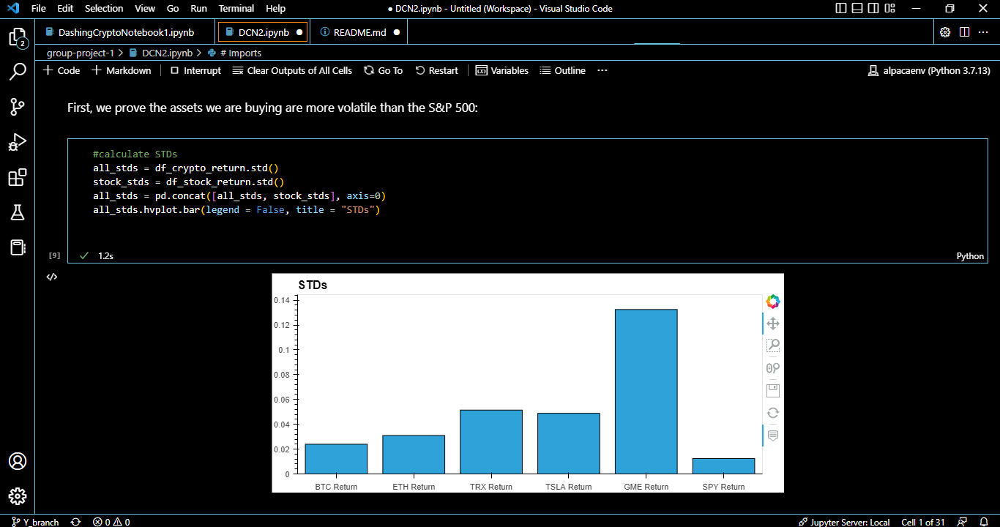 File Edit Selection View Go Run Terminal Help ● DCN2.ipynb - Untitled (Workspace) - Visual Studio Code
2
DashingCryptoNotebook1.ipynb DCN2.ipynb ● README.md ●
group-project-1 > DCN2.ipynb > # Imports
+ Code + Markdown Interrupt Clear Outputs of All Cells Go To Restart Variables Outline ··· alpacaenv (Python 3.7.13)
First, we prove the assets we are buying are more volatile than the S&P 500:
#calculate STDs
all_stds = df_crypto_return.std()
stock_stds = df_stock_return.std()
all_stds = pd.concat([all_stds, stock_stds], axis=0)
all_stds.hvplot.bar(legend = False, title = "STDs")
[9] ✓ 1.2s Python
STDs
0.14
0.12
0.1
0.08
0.06
0.04
0.02
0
BTC Return ETH Return TRX Return TSLA Return GME Return SPY Return
Y_branch 0 0 Jupyter Server: Local Cell 1 of 31